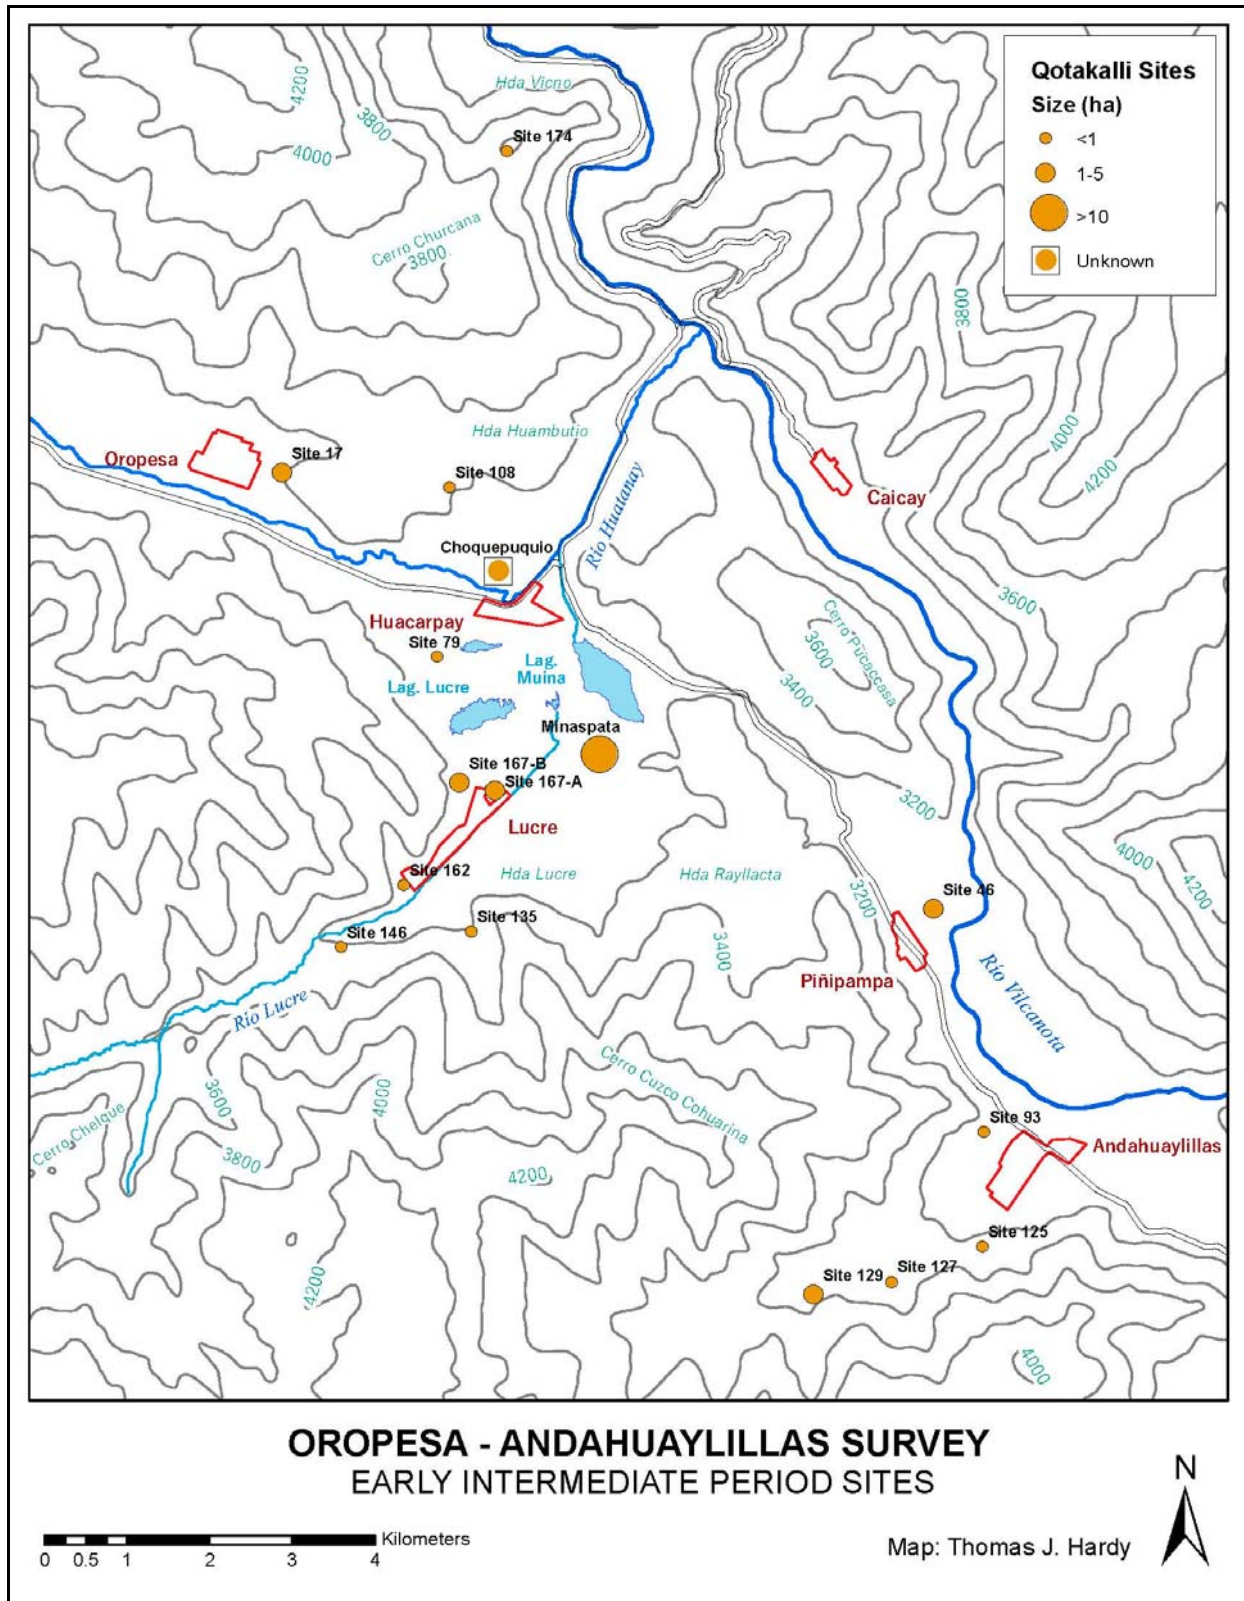 Hda Vicno
Qotakalli Sites
Size (ha)
<1
1-5
>10
Unknown
4200
3800
4000
Site 174
Cerro Churcana
3800
3800
Hda Huambutio
Oropesa
Site 17
Site 108
4000
4200
Caicay
Río Huatanay
Choquepuquio
Huacarpay
Site 79
Lag. Lucre
Lag.
Muina
3600
Cerro Pucaccasa
3600
3400
Minaspata
Site 167-B
Site 167-A
Lucre
3200
4000
4200
Site 162
Hda Lucre
Hda Rayllacta
3200
Site 46
Site 135
Site 146
3400
Piñipampa
Río Vilcanota
Río Lucre
Cerro Cuzco Cohuarina
3600
4000
Cerro Chelque
3800
4200
Site 93
Andahuaylillas
Site 125
Site 127
Site 129
4200
4000
OROPESA - ANDAHUAYLILLAS SURVEY
EARLY INTERMEDIATE PERIOD SITES
N
Kilometers
0 0.5 1 2 3 4
Map: Thomas J. Hardy